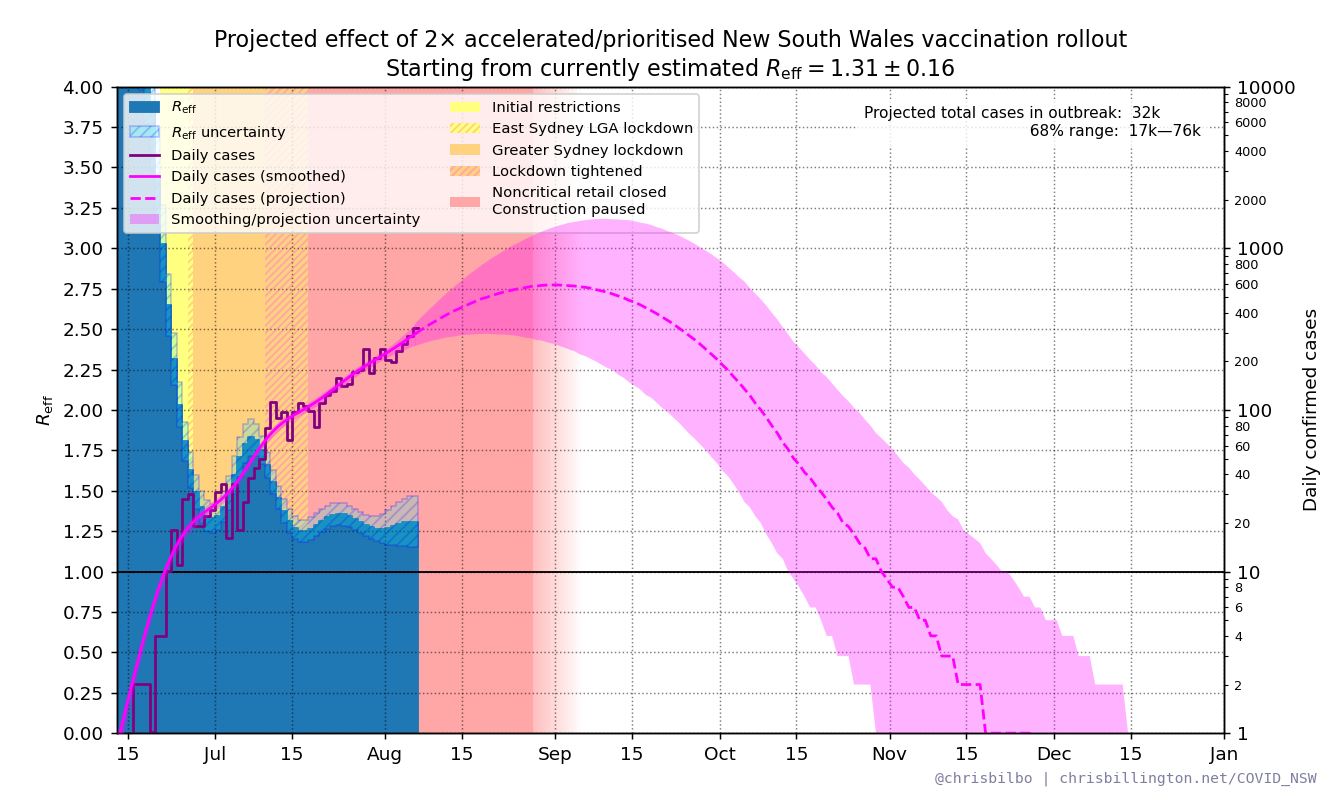 Projected effect of 2× accelerated/prioritised New South Wales vaccination rollout
Starting from currently estimated Reff = 1.31 ± 0.16
Projected total cases in outbreak: 32k
68% range: 17k—76k
Reff
Reff uncertainty
Daily cases
Daily cases (smoothed)
Daily cases (projection)
Smoothing/projection uncertainty
Initial restrictions
East Sydney LGA lockdown
Greater Sydney lockdown
Lockdown tightened
Noncritical retail closed
Construction paused
Reff
4.00
3.75
3.50
3.25
3.00
2.75
2.50
2.25
2.00
1.75
1.50
1.25
1.00
0.75
0.50
0.25
0.00
10000
8000
6000
4000
2000
1000
800
600
400
200
100
80
60
40
20
10
8
6
4
2
1
Daily confirmed cases
15 Jul 15 Aug 15 Sep 15 Oct 15 Nov 15 Dec 15 Jan
@chrisbilbo | chrisbillington.net/COVID_NSW